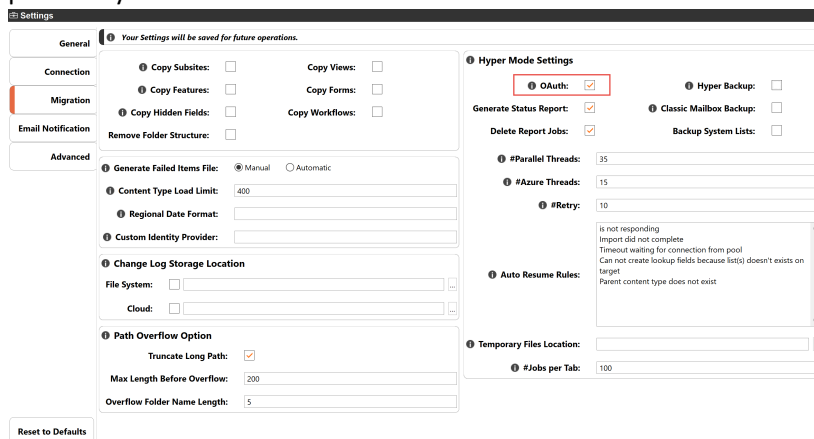 Settings
General
Connection
Migration
Email Notification
Advanced
Reset to Defaults
Your Settings will be saved for future operations.
Copy Subsites:
Copy Views:
Copy Features:
Copy Forms:
Copy Hidden Fields:
Copy Workflows:
Remove Folder Structure:
Generate Failed Items File:
Manual
Automatic
Content Type Load Limit:
400
Regional Date Format:
Custom Identity Provider:
Change Log Storage Location
File System:
...
Cloud:
...
Path Overflow Option
Truncate Long Path:
Max Length Before Overflow:
200
Overflow Folder Name Length:
5
Hyper Mode Settings
OAuth:
Hyper Backup:
Generate Status Report:
Classic Mailbox Backup:
Delete Report Jobs:
Backup System Lists:
#Parallel Threads:
35
#Azure Threads:
15
#Retry:
10
Auto Resume Rules:
is not responding
Import did not complete
Timeout waiting for connection from pool
Can not create lookup fields because list(s) doesn't exists on
target
Parent content type does not exist
Temporary Files Location:
#Jobs per Tab:
100